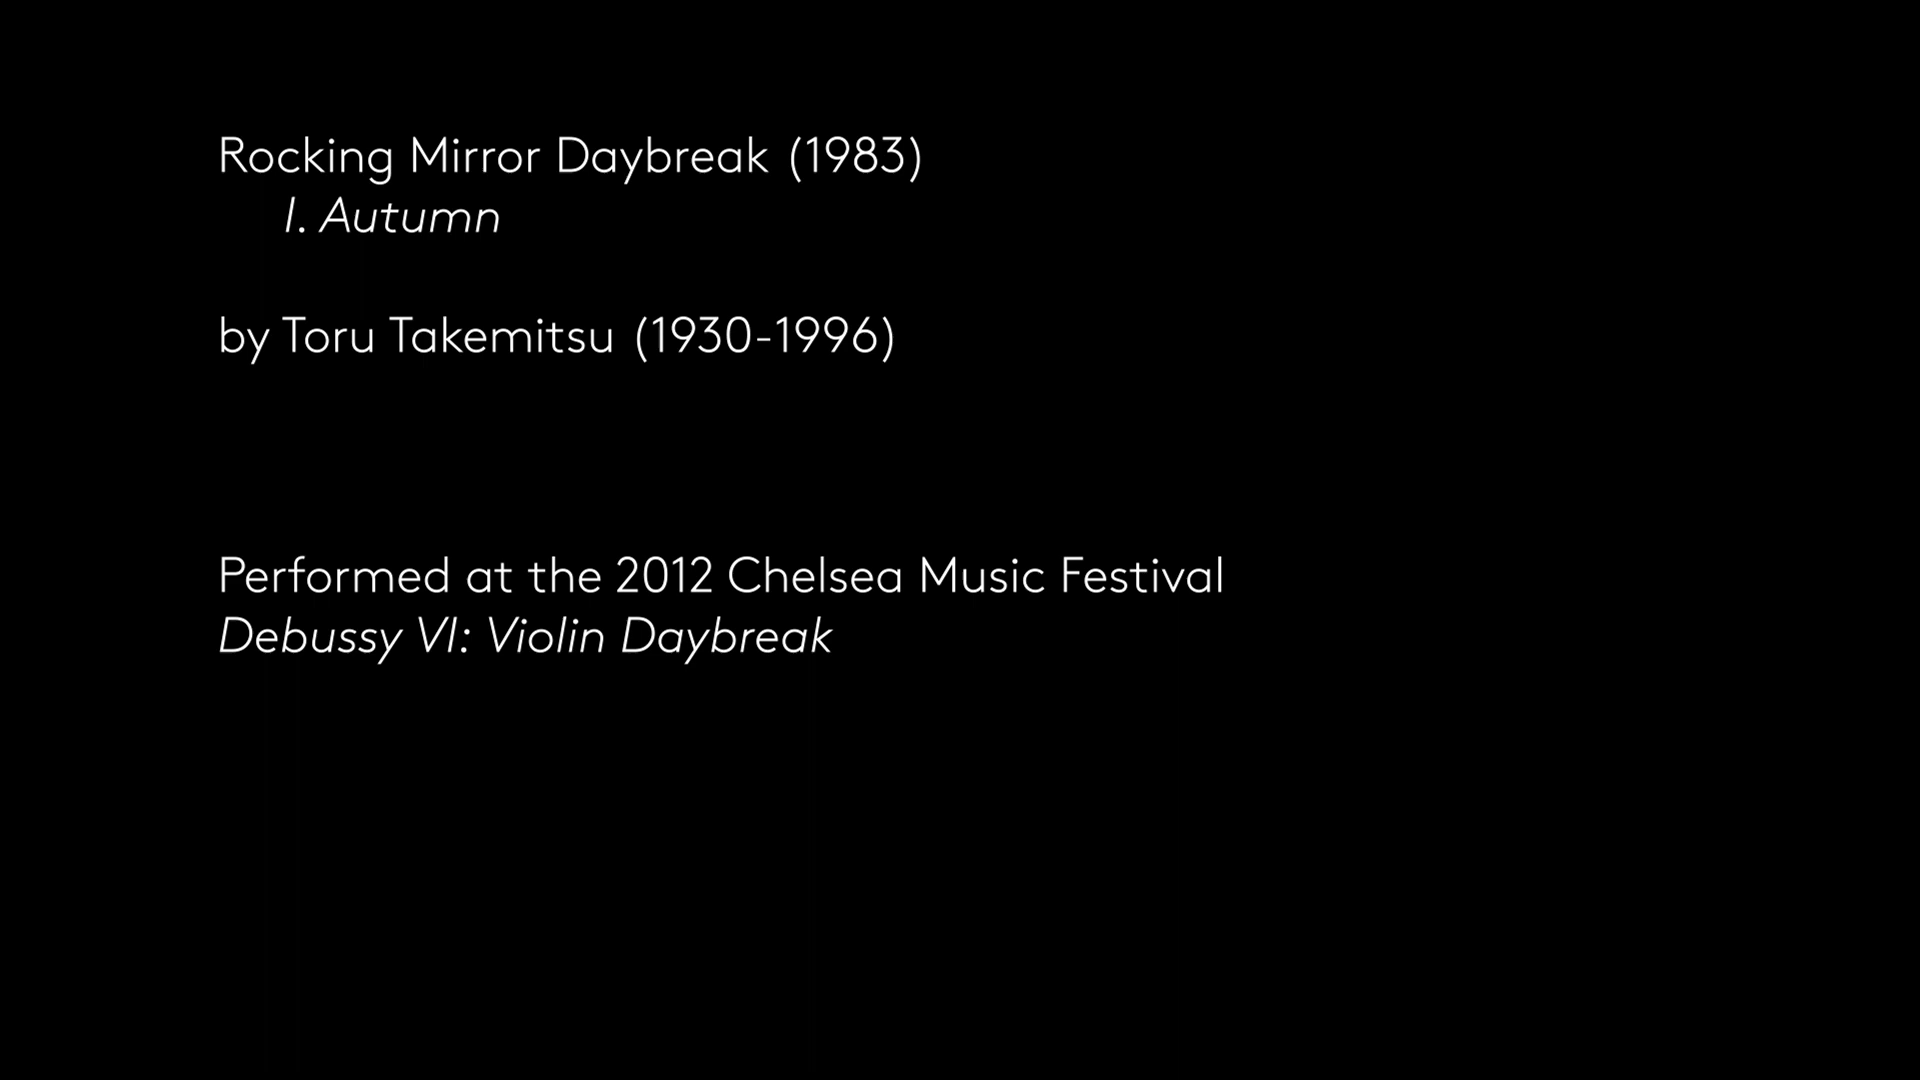 Rocking Mirror Daybreak (1983)
I. Autumn
by Toru Takemitsu (1930-1996)
Performed at the 2012 Chelsea Music Festival
Debussy VI: Violin Daybreak